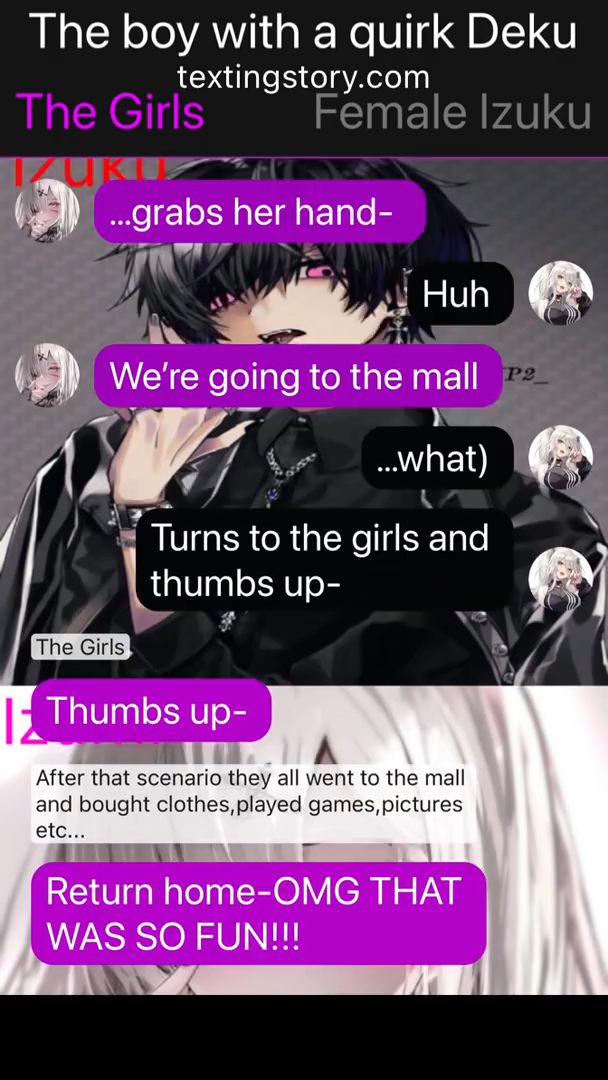 The boy with a quirk Deku
textingstory.com
The Girls
Female Izuku
Izuku
...grabs her hand-
Huh
We're going to the mall
...what)
Turns to the girls and
thumbs up-
The Girls
Thumbs up-
After that scenario they all went to the mall
and bought clothes,played games,pictures
etc...
Return home-OMG THAT
WAS SO FUN!!!